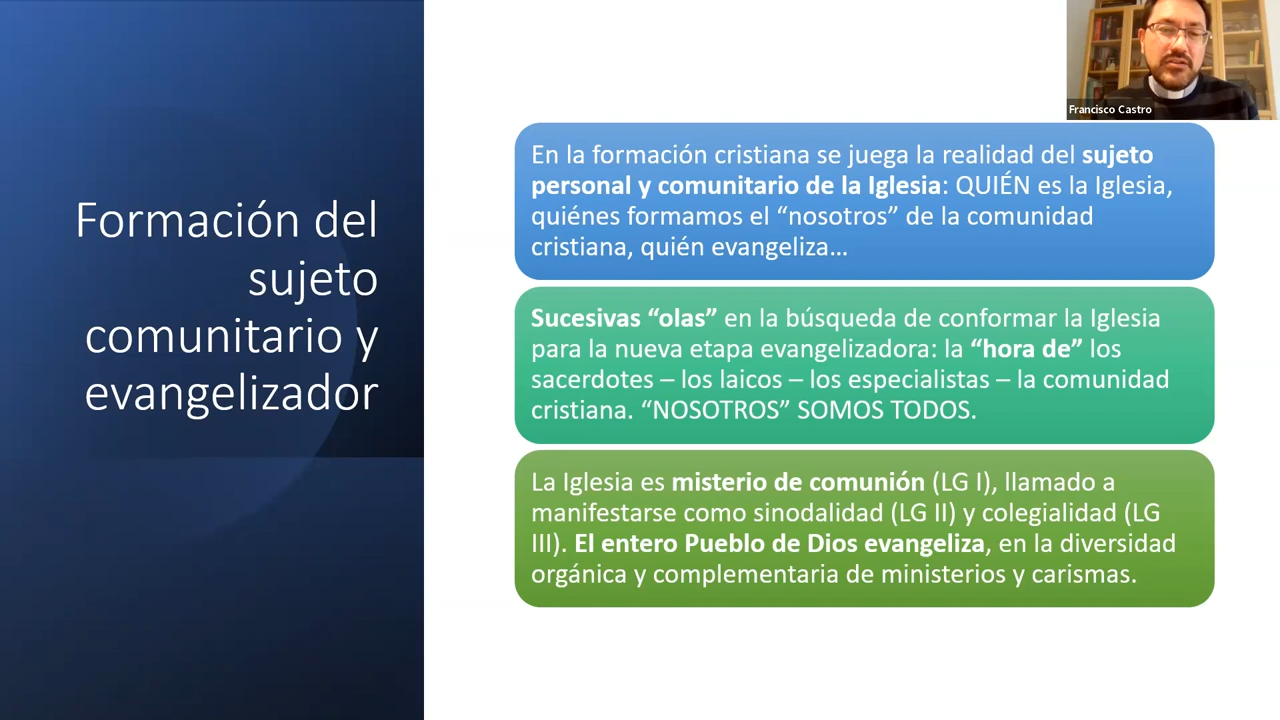 Formación del
sujeto
comunitario y
evangelizador
Francisco Castro
En la formación cristiana se juega la realidad del sujeto
personal y comunitario de la Iglesia: QUIÉN es la Iglesia,
quiénes formamos el “nosotros” de la comunidad
cristiana, quién evangeliza…
Sucesivas “olas” en la búsqueda de conformar la Iglesia
para la nueva etapa evangelizadora: la “hora de” los
sacerdotes – los laicos – los especialistas – la comunidad
cristiana. “NOSOTROS” SOMOS TODOS.
La Iglesia es misterio de comunión (LG I), llamado a
manifestarse como sinodalidad (LG II) y colegialidad (LG
III). El entero Pueblo de Dios evangeliza, en la diversidad
orgánica y complementaria de ministerios y carismas.